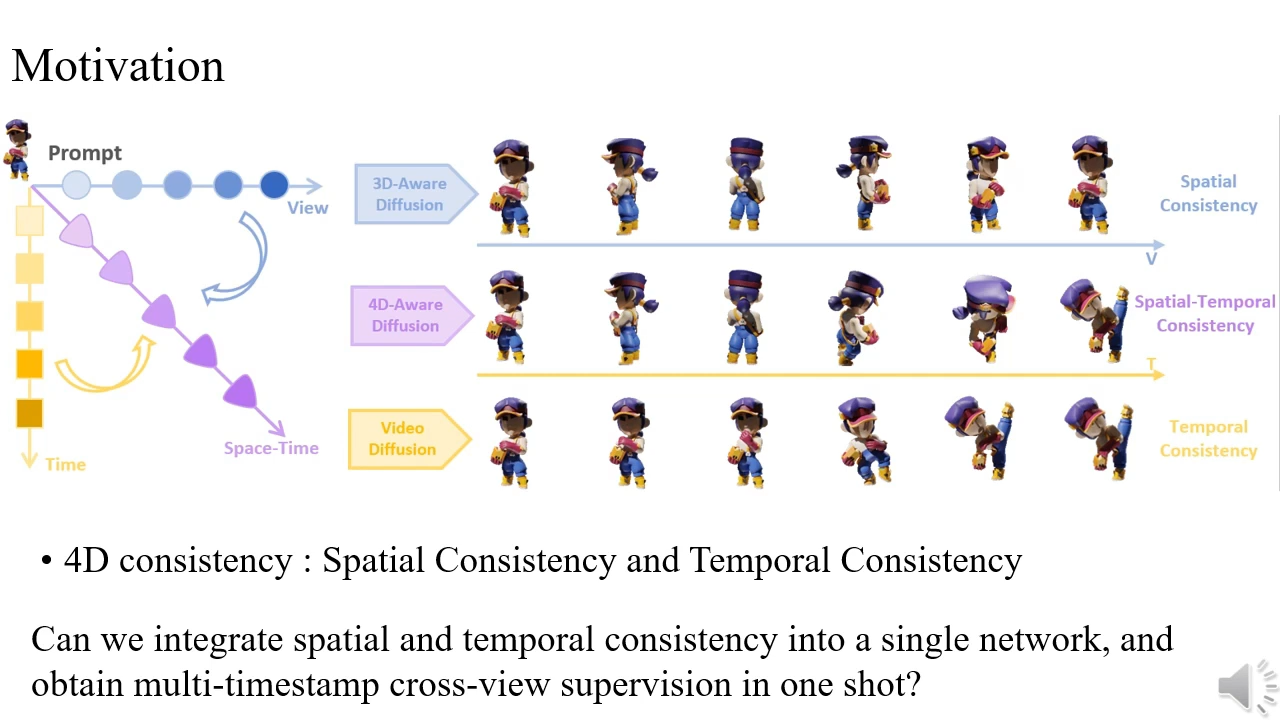 Motivation
Prompt
View
Time
Space-Time
3D-Aware
Diffusion
Spatial
Consistency
V
4D-Aware
Diffusion
Spatial-Temporal
Consistency
T
Video
Diffusion
Temporal
Consistency
• 4D consistency : Spatial Consistency and Temporal Consistency
Can we integrate spatial and temporal consistency into a single network, and
obtain multi-timestamp cross-view supervision in one shot?